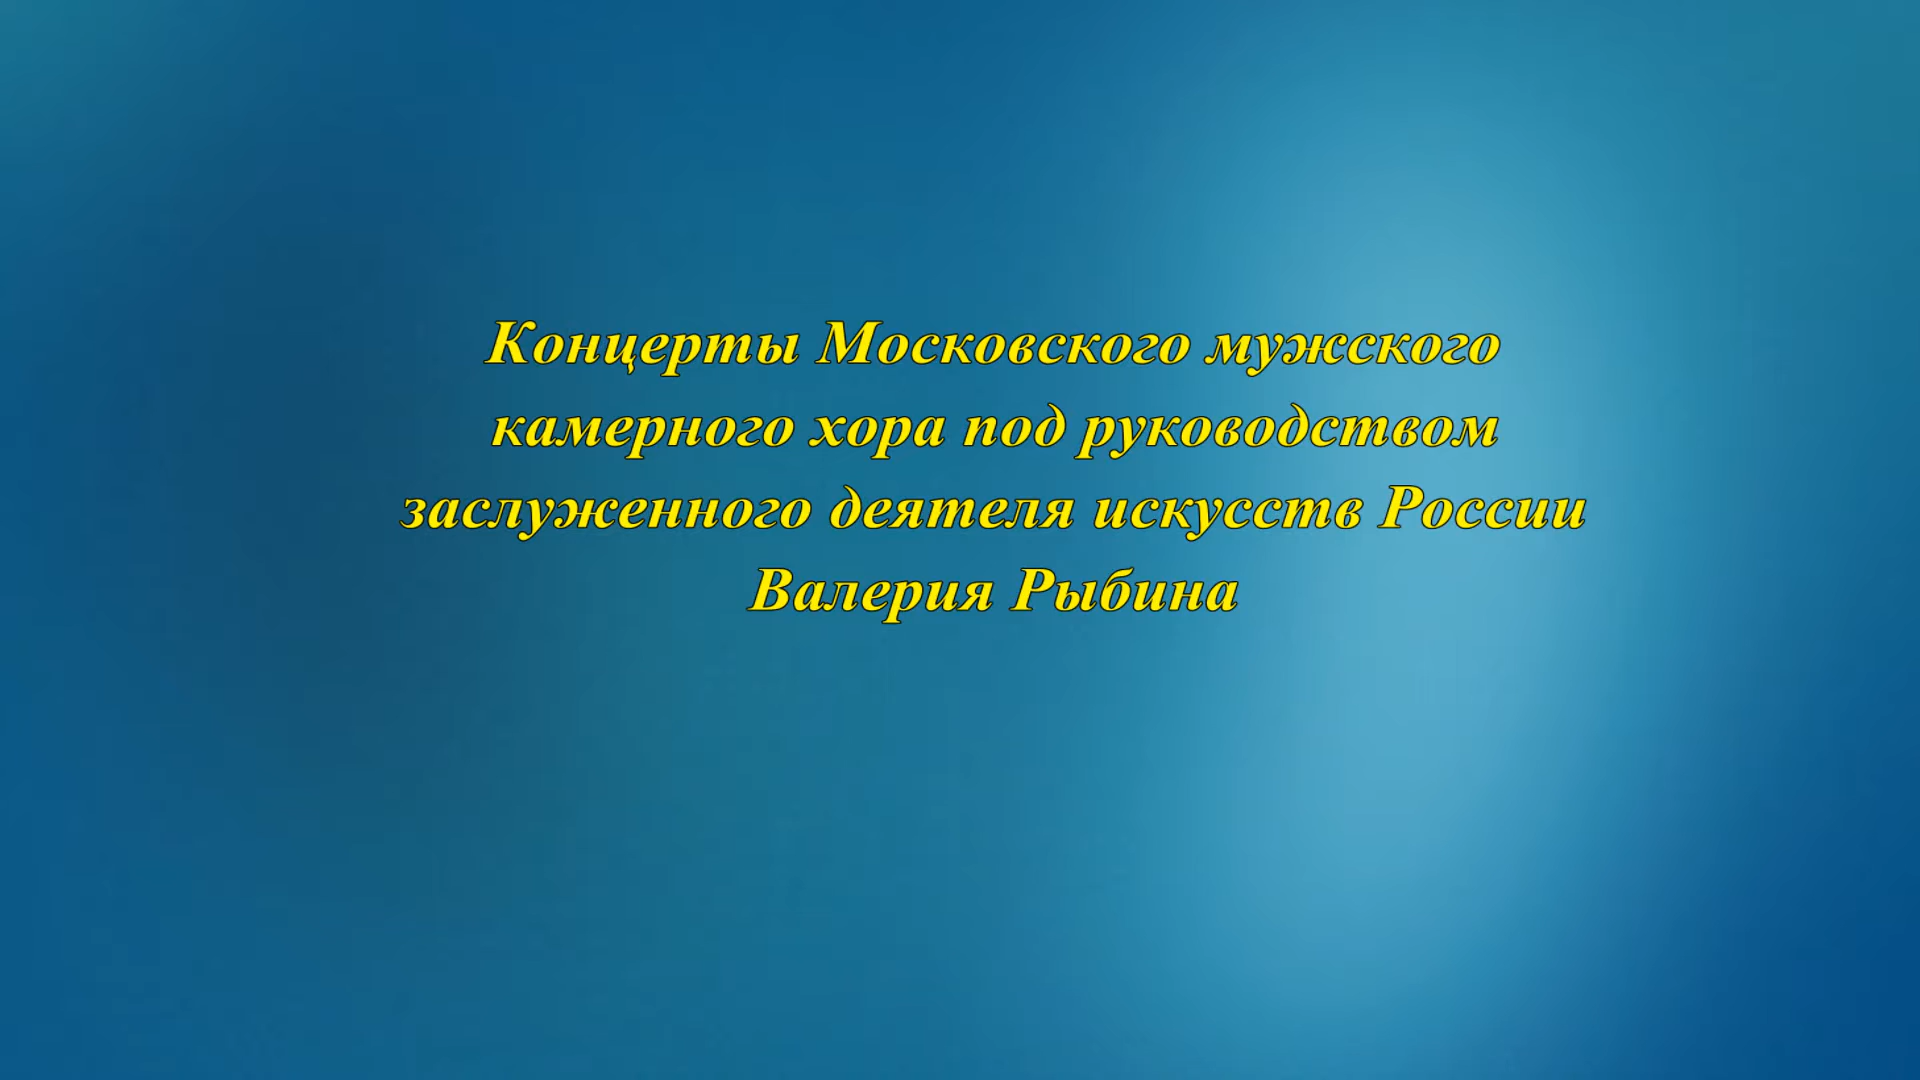 Концерты Московского мужского
камерного хора под руководством
заслуженного деятеля искусств России
Валерия Рыбина